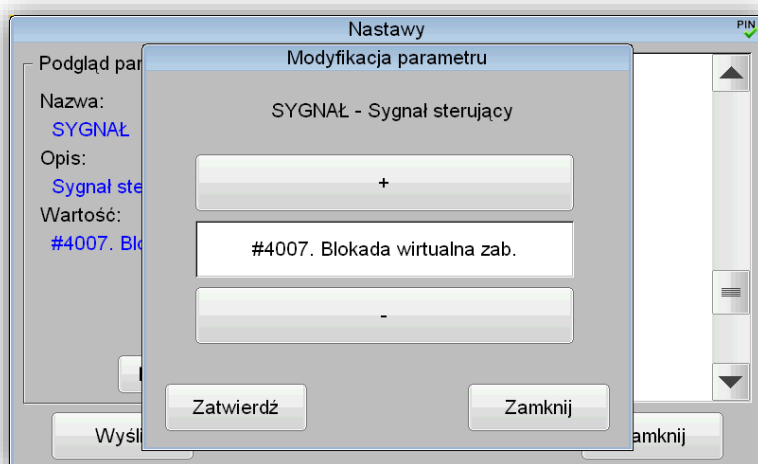 Nastawy
PIN
Modyfikacja parametru
Podgląd par
Nazwa:
SYGNAŁ
Opis:
Sygnał ste
Wartość:
#4007. Blo
SYGNAŁ - Sygnał sterujący
+
#4007. Blokada wirtualna zab.
-
Zatwierdź
Zamknij
Wyśli
amknij